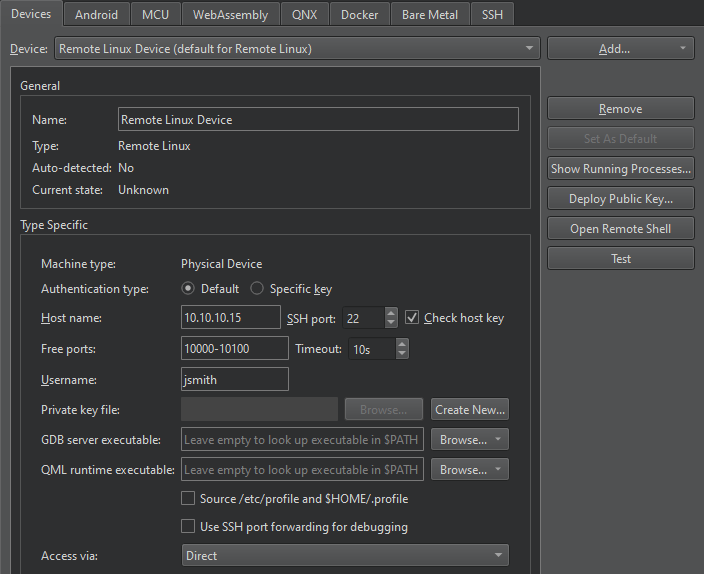 Devices Android MCU WebAssembly QNX Docker Bare Metal SSH
Device: Remote Linux Device (default for Remote Linux) Add...
General
Remove
Name: Remote Linux Device
Set As Default
Type: Remote Linux
Auto-detected: No
Show Running Processes...
Current state: Unknown
Deploy Public Key...
Type Specific
Open Remote Shell
Machine type: Physical Device
Test
Authentication type: Default Specific key
Host name: 10.10.10.15 SSH port: 22 Check host key
Free ports: 10000-10100 Timeout: 10s
Username: jsmith
Private key file: Browse... Create New...
GDB server executable: Leave empty to look up executable in $PATH Browse...
QML runtime executable: Leave empty to look up executable in $PATH Browse...
Source /etc/profile and $HOME/.profile
Use SSH port forwarding for debugging
Access via: Direct